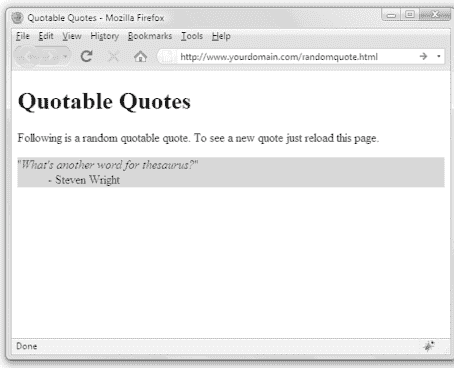 Quotable Quotes - Mozilla Firefox
File Edit View History Bookmarks Tools Help
http://www.yourdomain.com/randomquote.html
Quotable Quotes
Following is a random quotable quote. To see a new quote just reload this page.
"What's another word for thesaurus?"
- Steven Wright
Done